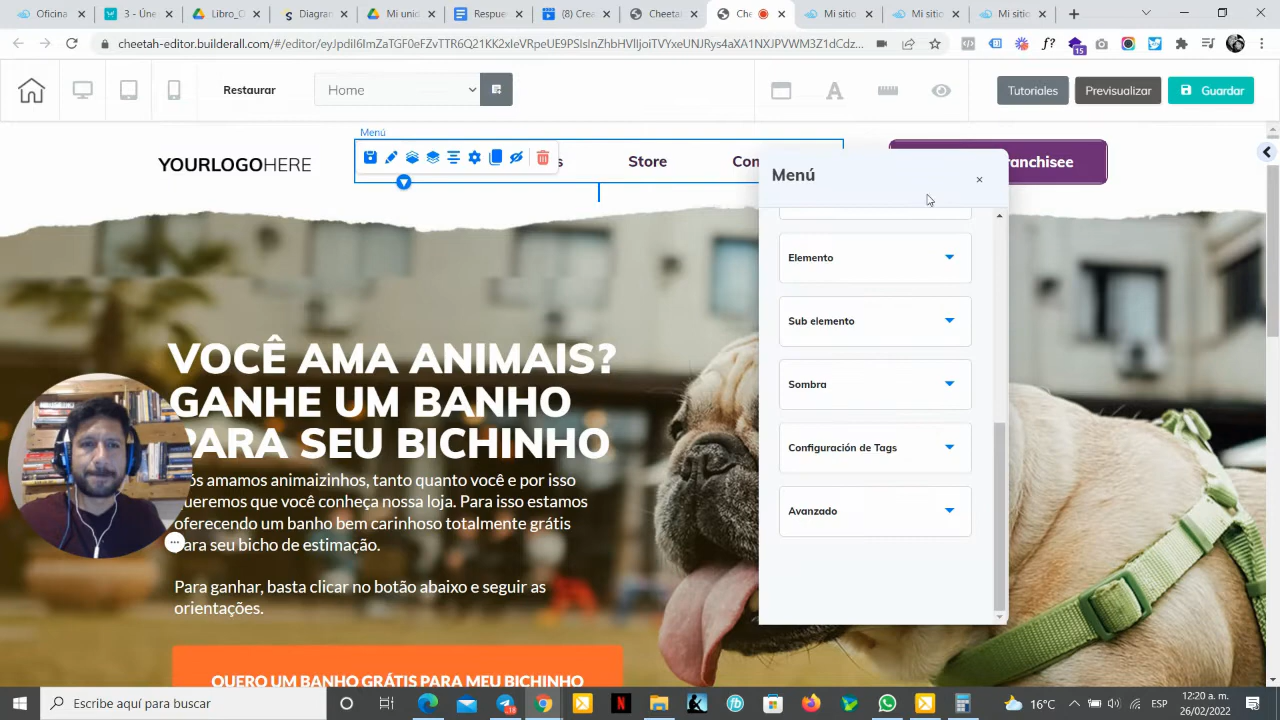 Libro_G
3 - Úne
Libro_C
Diagran
Mi unid
Respue
(8) Crea
Cheeta
Che
Mi sitio
Mi sitio
Mi sitio
cheetah-editor.builderall.com/#/editor/
15
Restaurar
Home
Tutoriales
Previsualizar
Guardar
Menú
YOURLOGOHERE
s
Store
Con
ranchisee
Menú
Elemento
Sub elemento
Sombra
Configuración de Tags
Avanzado
VOCÊ AMA ANIMAIS?
GANHE UM BANHO
PARA SEU BICHINHO
ós amamos animaizinhos, tanto quanto você e por isso
queremos que você conheça nossa loja. Para isso estamos
oferecendo um banho bem carinhoso totalmente grátis
ara seu bicho de estimação.
Para ganhar, basta clicar no botão abaixo e seguir as
orientações.
QUERO UM BANHO GRÁTIS PARA MEU BICHINHO
Escribe aquí para buscar
16°C
ESP
12:20 a. m.
26/02/2022